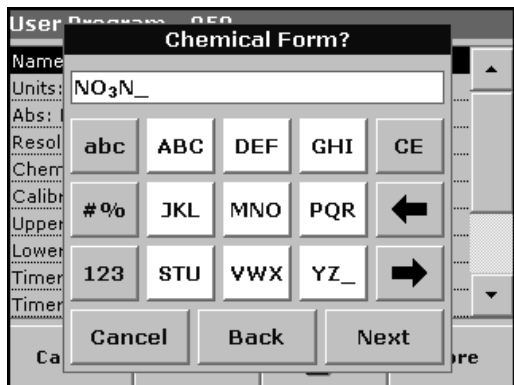 User Program 950
Chemical Form?
Name
NO₃N_
Units:
Abs:
Resol
Chem
Calibr
Upper
Lower
Timer
Timer
abc ABC DEF GHI CE
#% JKL MNO PQR
123 STU VWX YZ_
Cancel Back Next
Ca
ore